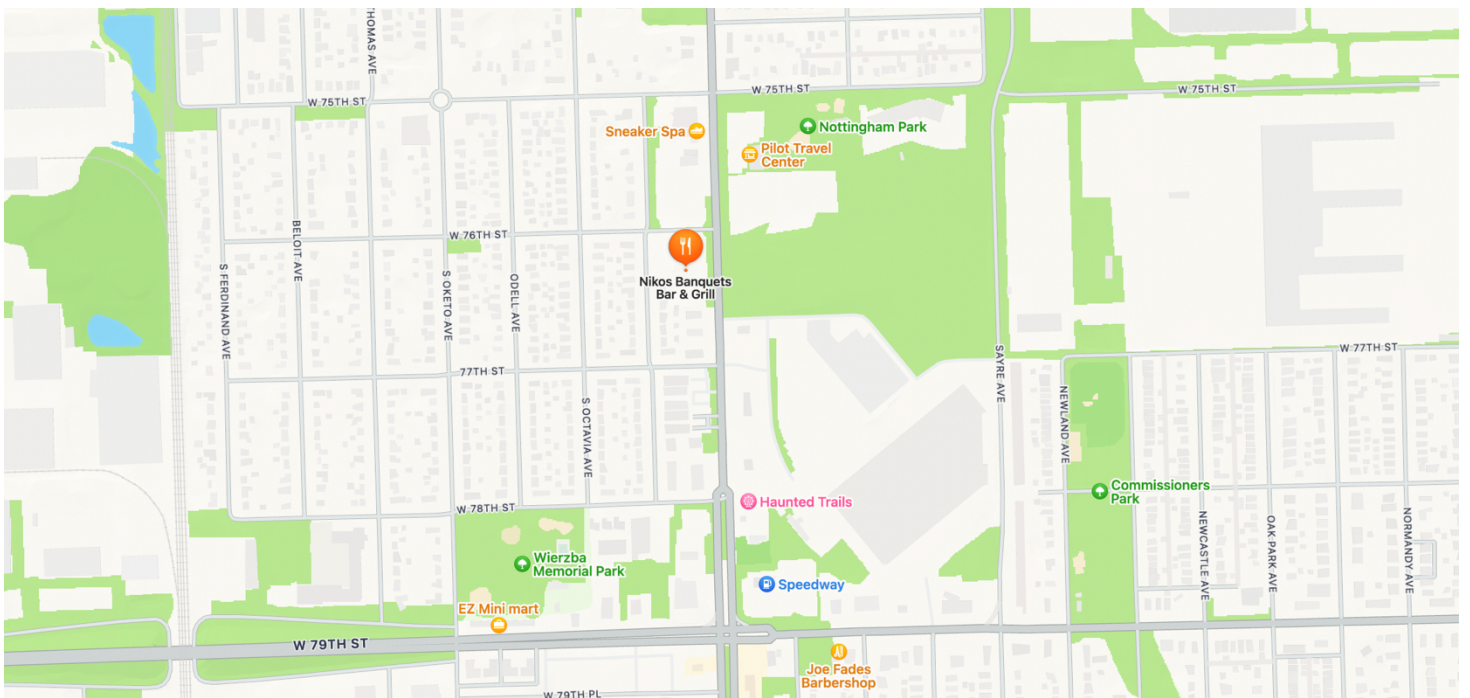 THOMAS AVE
W 75TH ST
W 75TH ST
W 75TH ST
Sneaker Spa
Nottingham Park
Pilot Travel
Center
BELOIT AVE
W 76TH ST
Nikos Banquets
Bar & Grill
S FERDINAND AVE
S OKETO AVE
ODELL AVE
77TH ST
S OCTAVIA AVE
SAYRE AVE
W 77TH ST
NEWLAND AVE
Commissioners
Park
W 78TH ST
Haunted Trails
NEWCASTLE AVE
OAK PARK AVE
NORMANDY AVE
Wierzba
Memorial Park
Speedway
EZ Mini mart
W 79TH ST
Joe Fades
Barbershop
W 79TH PL